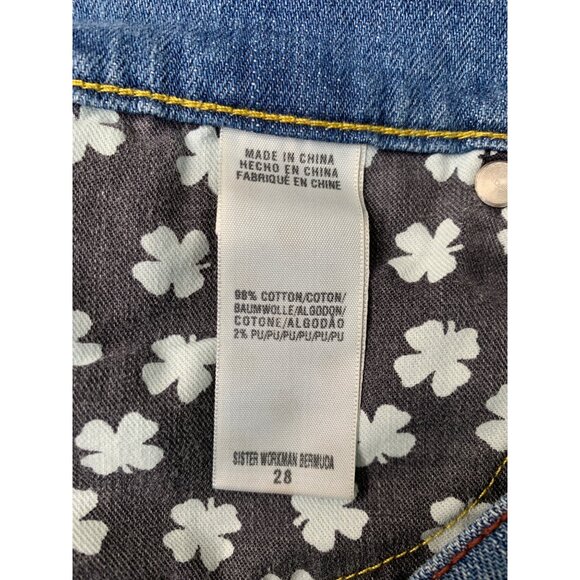 MADE IN CHINA
HECHO EN CHINA
FABRIQUÉ EN CHINE
98% COTTON/COTON/
BAUMWOLLE/ALGODON/
COTONE/ALGODÃO
2% PU/PU/PU/PU/PU/PU
SISTER WORKMAN BERMUDA
28